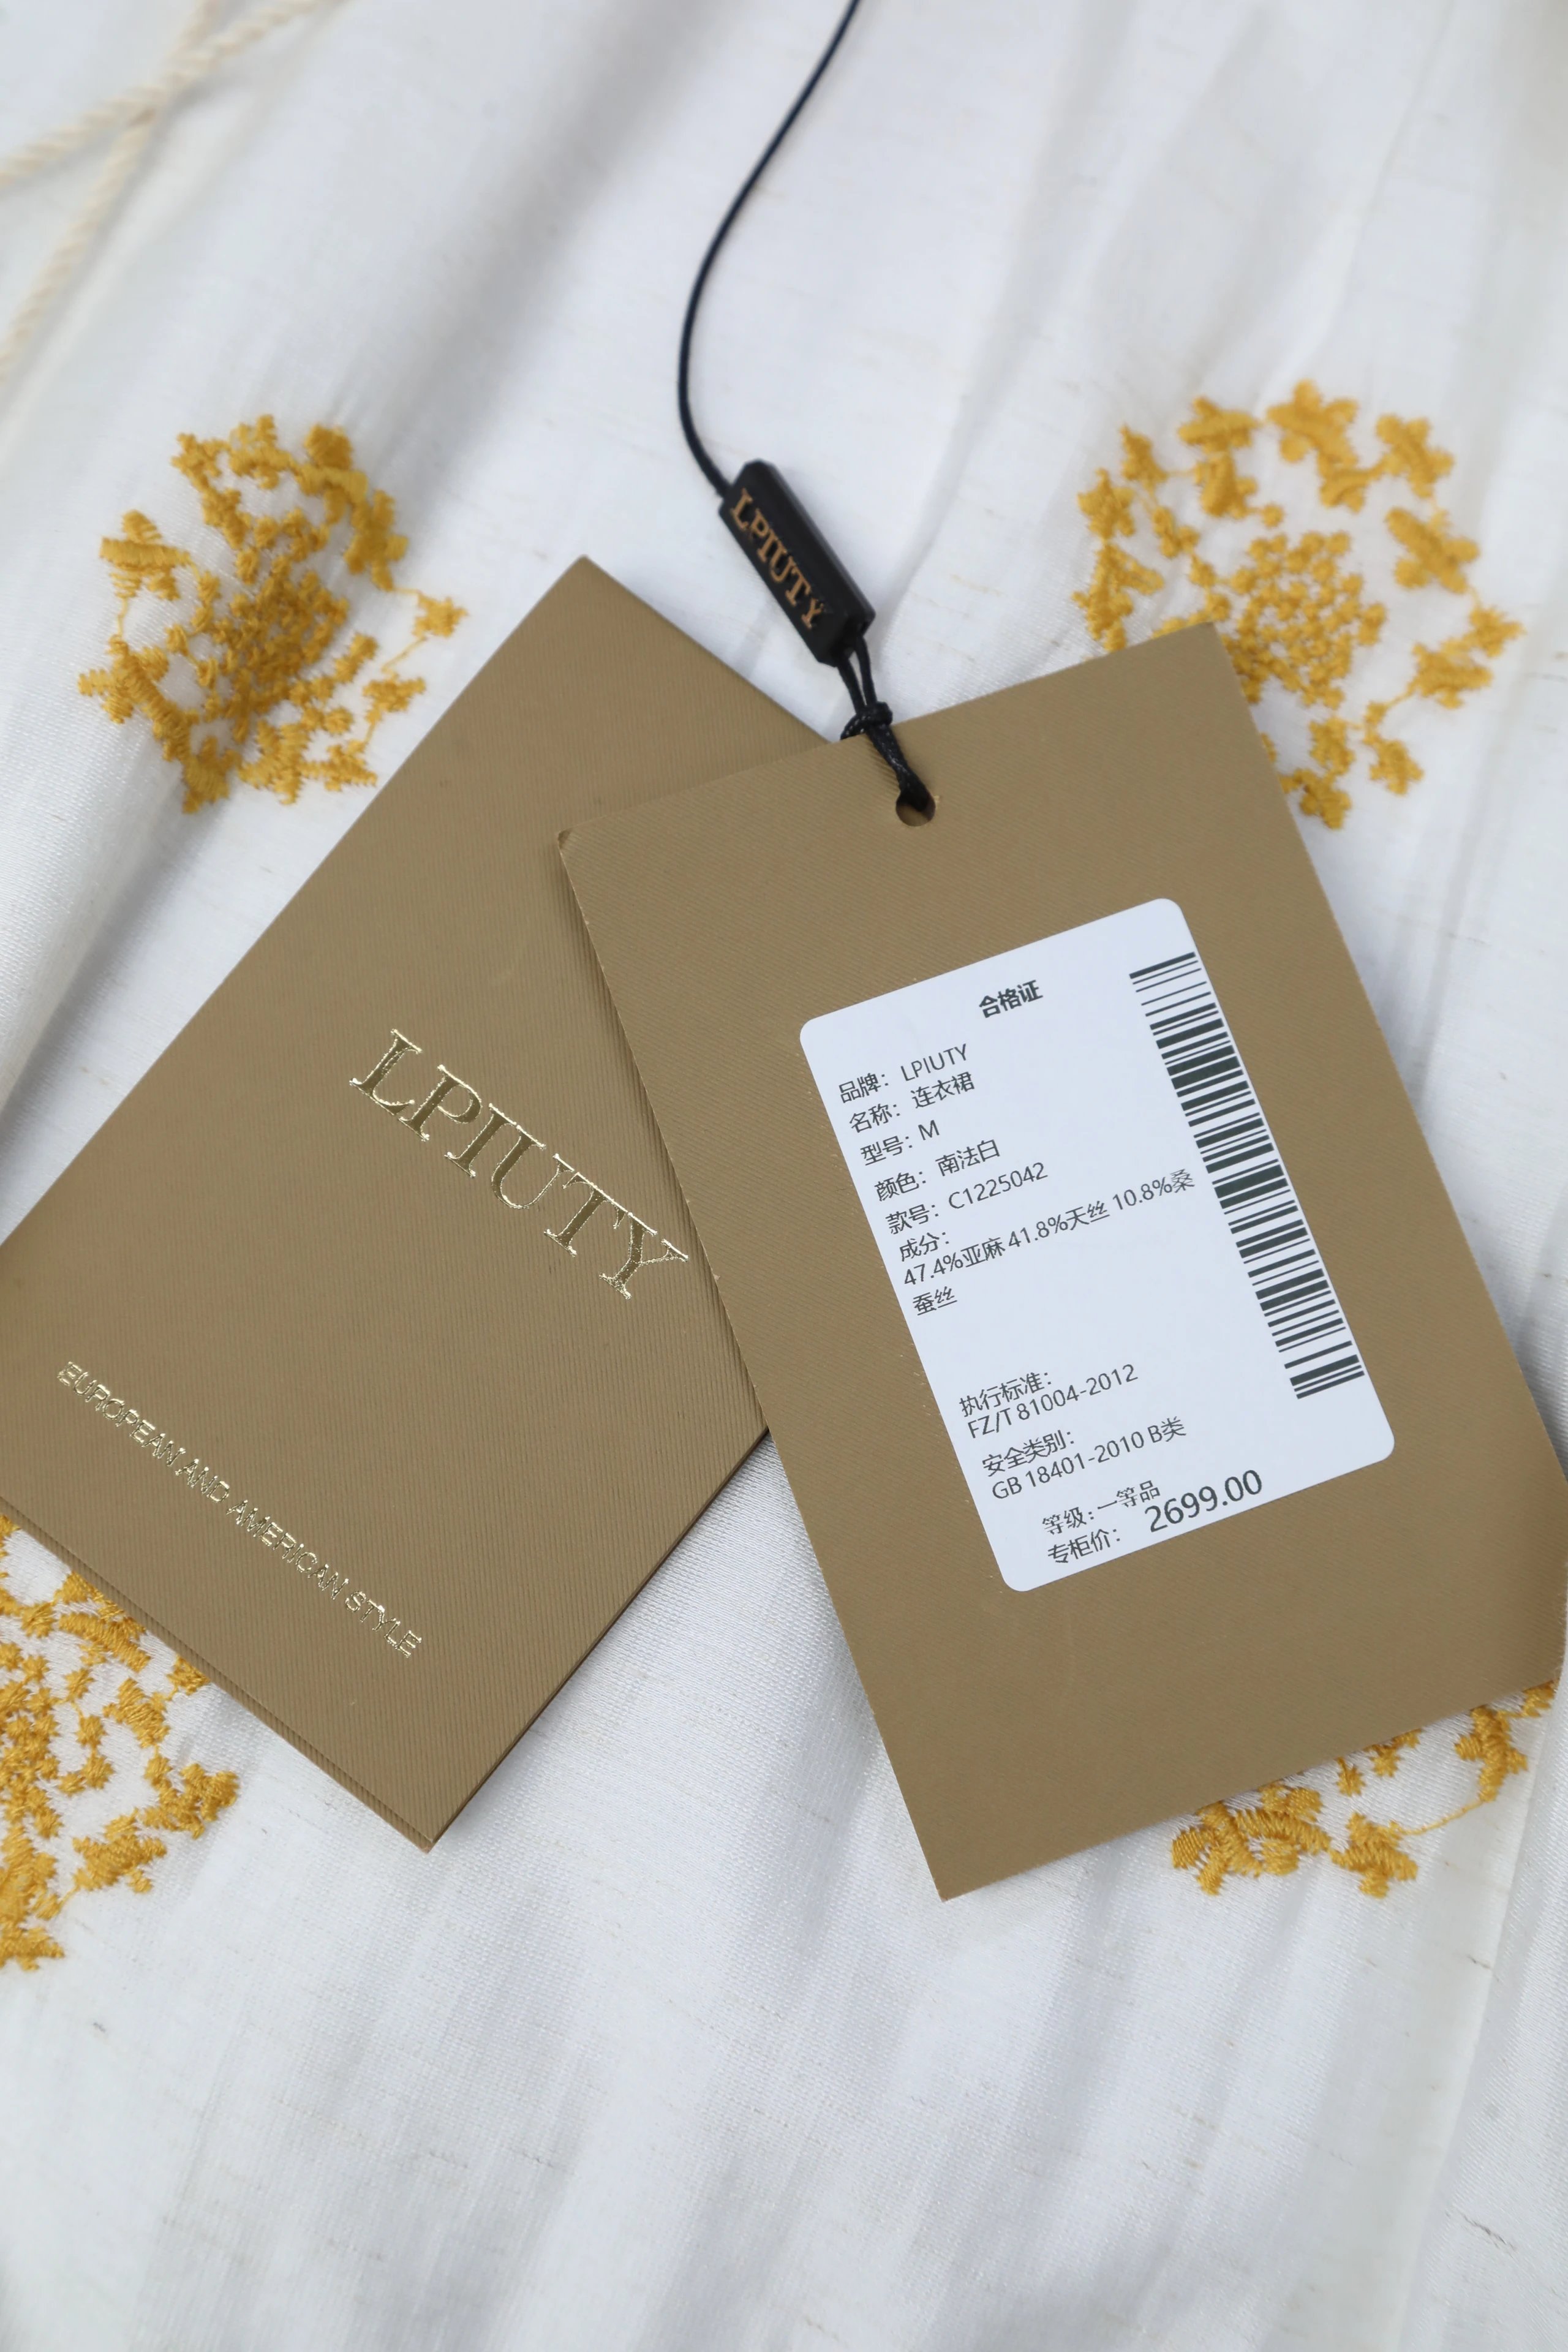 LPIUTY
LPIUTY
EUROPEAN AND AMERICAN STYLE
合格证
品牌: LPIUTY
名称: 连衣裙
型号: M
颜色: 南法白
款号: C1225042
成分:
47.4%亚麻 41.8%天丝 10.8%桑
蚕丝
执行标准:
FZ/T 81004-2012
安全类别:
GB 18401-2010 B类
等级: 一等品
专柜价: 2699.00